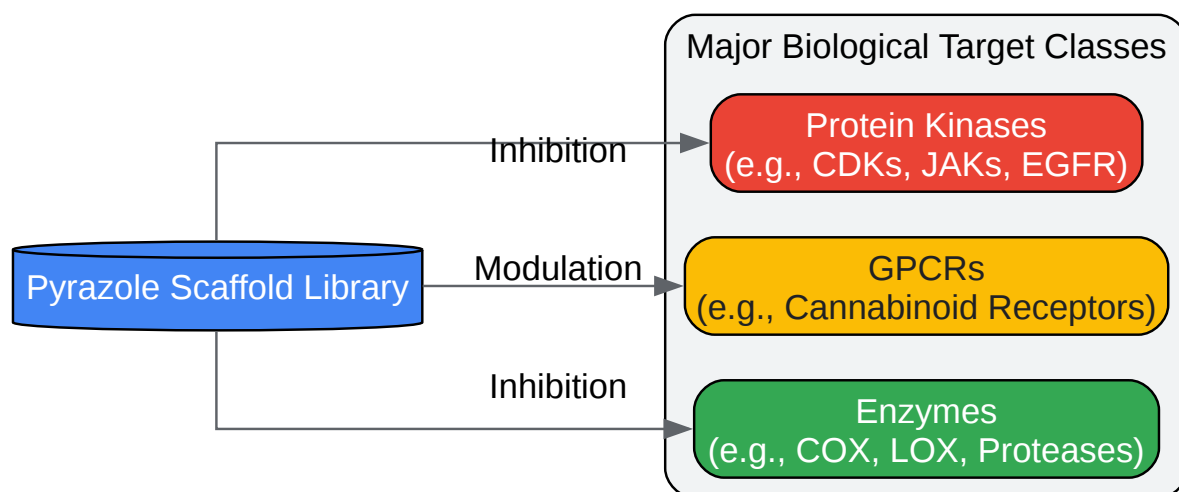 Major Biological Target Classes
Inhibition
Protein Kinases
(e.g., CDKs, JAKs, EGFR)
Pyrazole Scaffold Library
Modulation
GPCRs
(e.g., Cannabinoid Receptors)
Inhibition
Enzymes
(e.g., COX, LOX, Proteases)